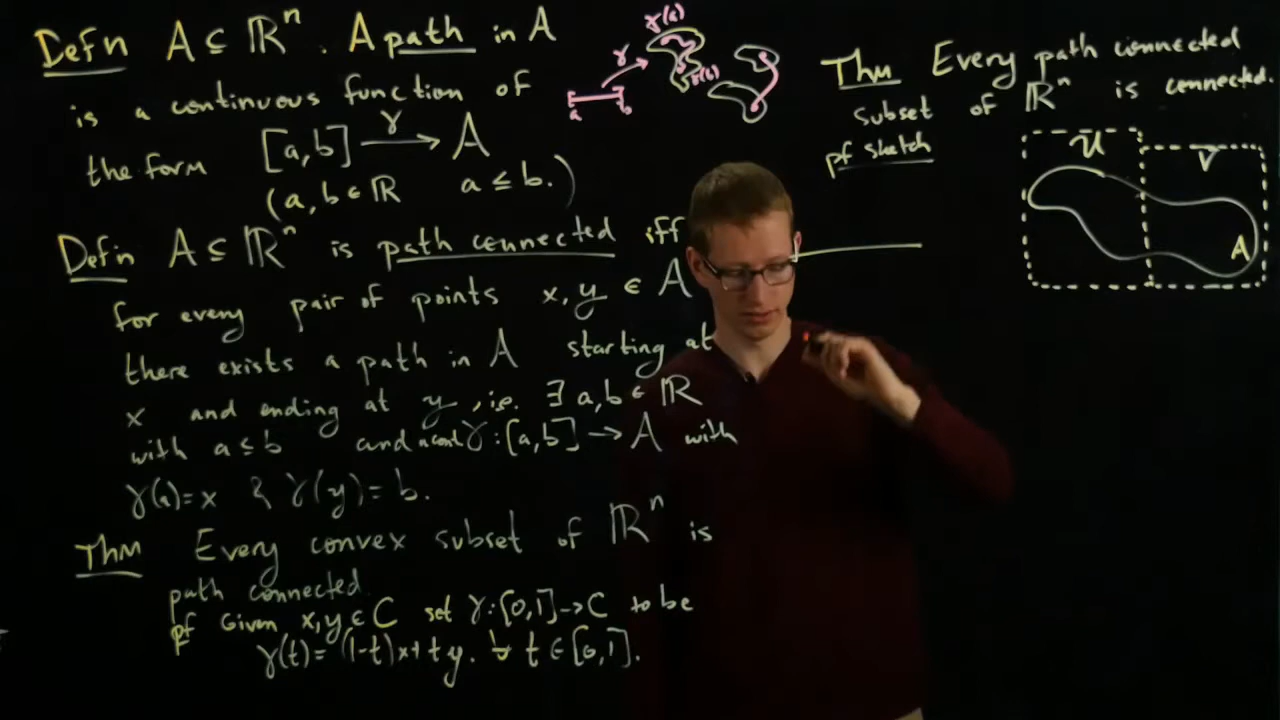 Defn A ⊆ ℝⁿ. A path in A
is a continuous function of
the form [a,b] —γ→ A
(a,b ∈ ℝ a ≤ b.)
Defn A ⊆ ℝⁿ is path connected iff
for every pair of points x,y ∈ A
there exists a path in A starting at
x and ending at y, i.e. ∃ a,b ∈ ℝ
with a ≤ b and a cont γ:[a,b] → A with
γ(a)=x & γ(y)=b.
Thm Every convex subset of ℝⁿ is
path connected.
pf Given x,y ∈ C set γ:[0,1]→C to be
γ(t)=(1-t)x+ty. ∀ t ∈ [0,1].
γ(a)
γ
γ(b)
a
b
Thm Every path connected
subset of ℝⁿ is connected.
pf sketch
U
V
A